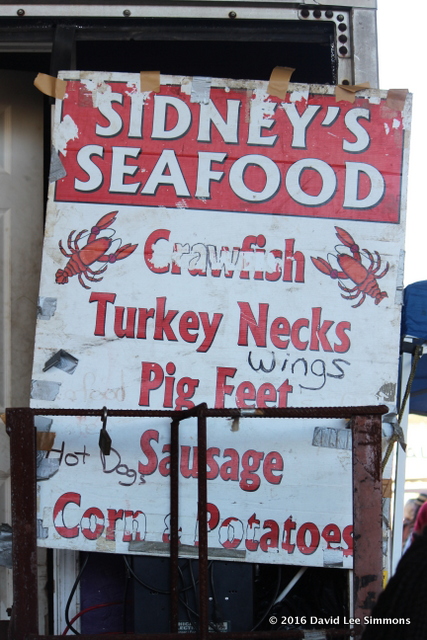 SIDNEY'S
SEAFOOD
Crawfish
Turkey Necks
Wings
Pig Feet
Hot Dogs Sausage
Corn & Potatoes
© 2016 David Lee Simmons